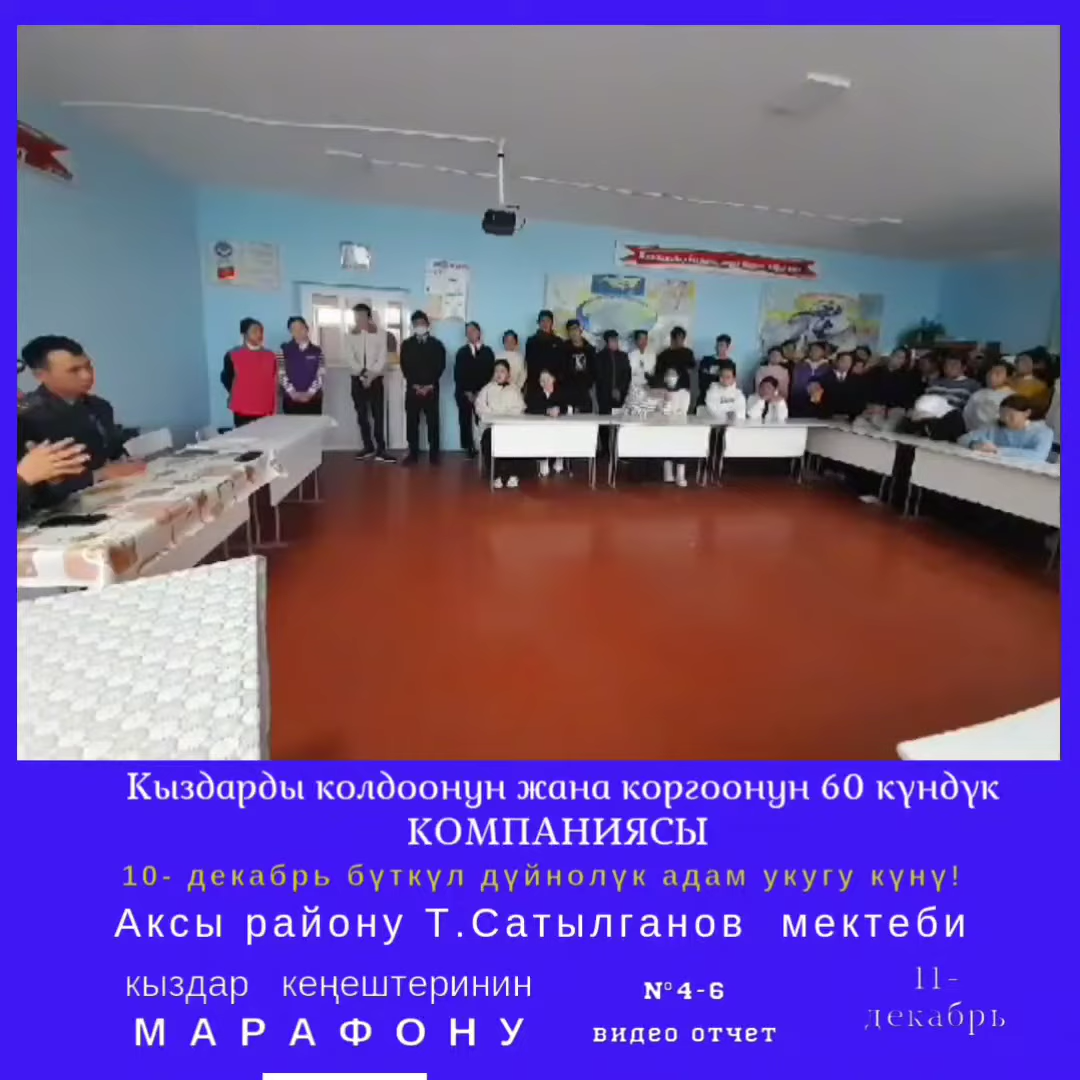 Кыздарды колдоонун жана коргоонун 60 күндүк
КОМПАНИЯСЫ
10- декабрь бүткүл дүйнолүк адам укугу күнү!
Аксы району Т.Сатылганов мектеби
кыздар кеңештеринин
МАРАФОНУ
№4-6
видео отчет
11-
декабрь